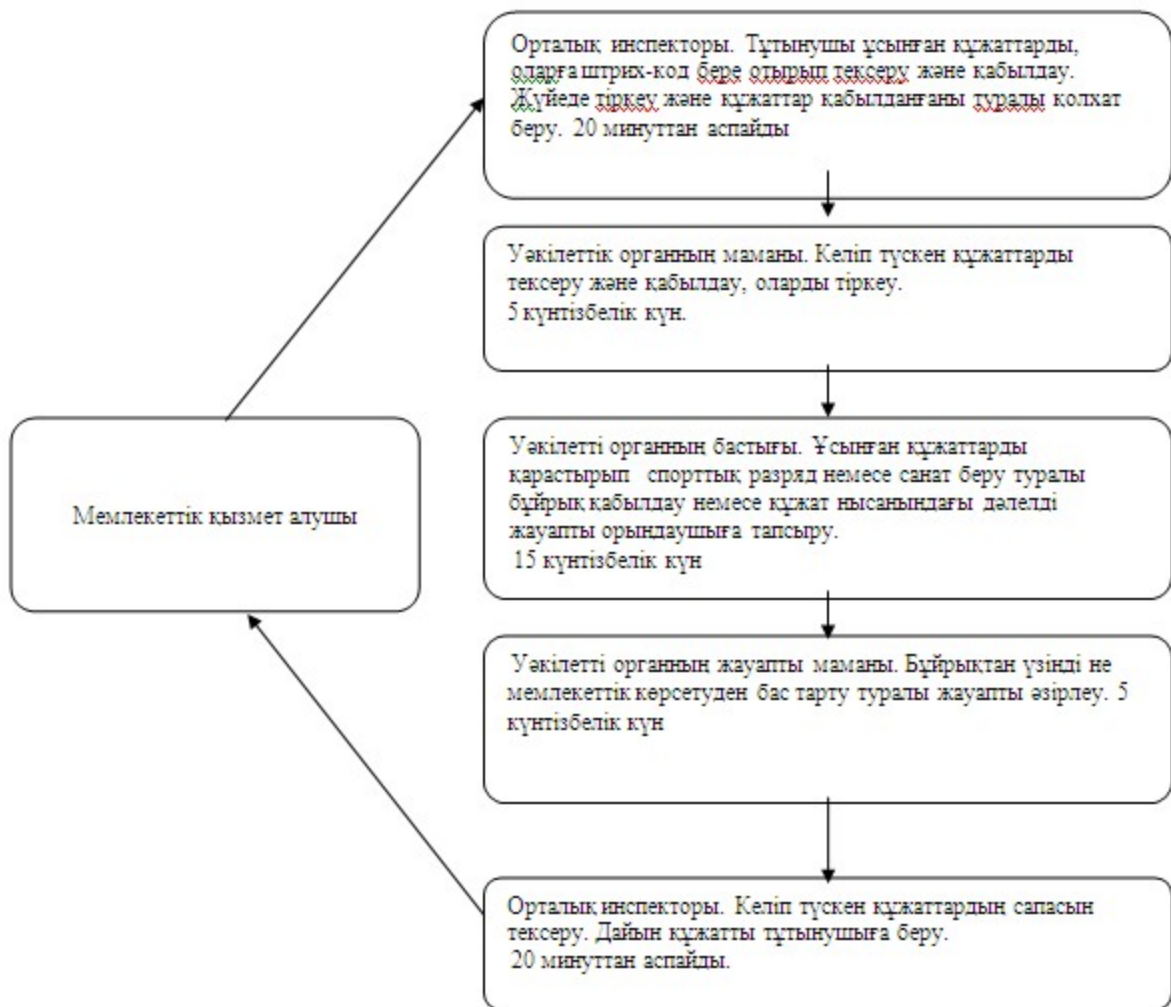 Орталық инспекторы. Тұтынушы ұсынған құжаттарды,
оларға штрих-код бере отырып тексеру және қабылдау.
Жүйеде тіркеу және құжаттар қабылданғаны туралы қолхат
беру. 20 минуттан аспайды
Уәкілеттік органның маманы. Келіп түскен құжаттарды
тексеру және қабылдау, оларды тіркеу.
5 күнтізбелік күн.
Мемлекеттік қызмет алушы
Уәкілетті органның бастығы. Ұсынған құжаттарды
қарастырып спорттық разряд немесе санат беру туралы
бұйрық қабылдау немесе құжат нысанындағы дәлелді
жауапты орындаушыға тапсыру.
15 күнтізбелік күн
Уәкілетті органның жауапты маманы. Бұйрықтан үзінді не
мемлекеттік көрсетуден бас тарту туралы жауапты әзірлеу. 5
күнтізбелік күн
Орталық инспекторы. Келіп түскен құжаттардың сапасын
тексеру. Дайын құжатты тұтынушыға беру.
20 минуттан аспайды.